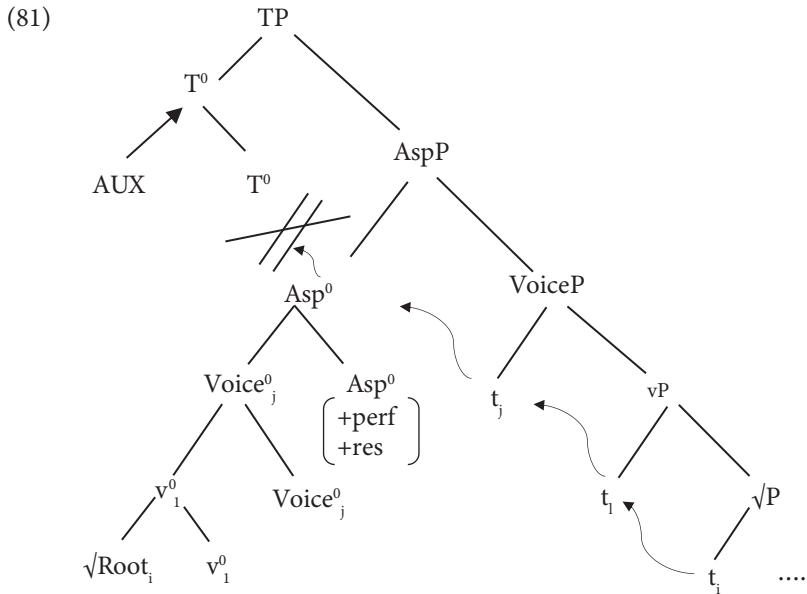 (81)
TP
T⁰
AspP
AUX T⁰
Asp⁰ VoiceP
Voice⁰ⱼ Asp⁰ tⱼ vP
+perf
+res
v⁰₁ Voice⁰ⱼ t₁ √P
√Rootᵢ v⁰₁ tᵢ ....